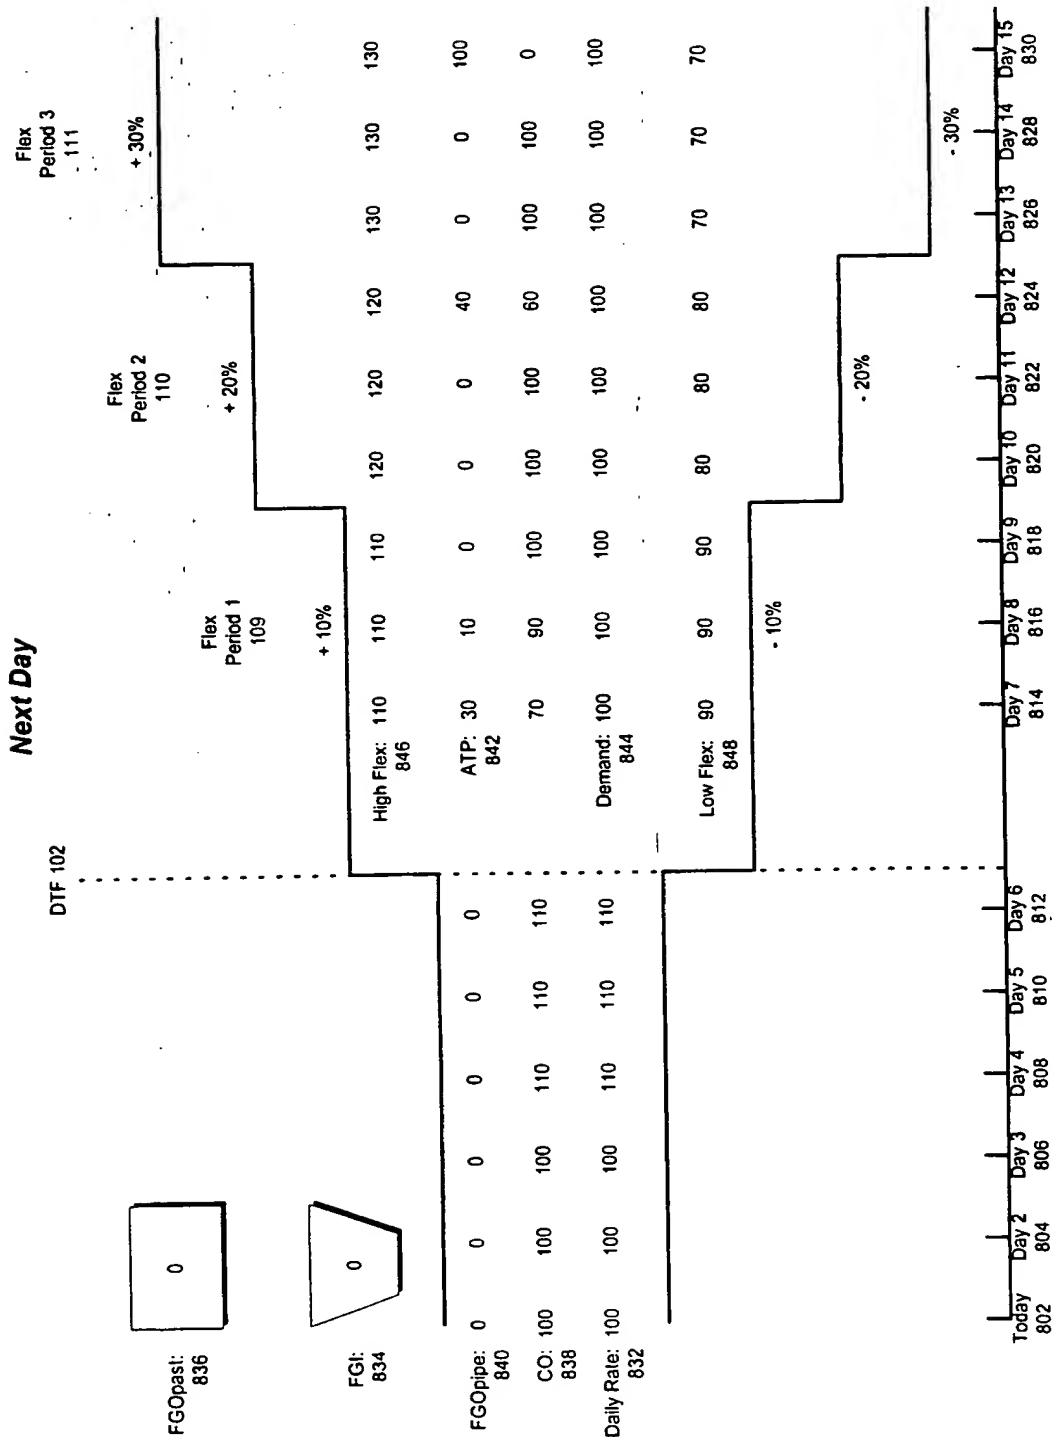 Next Day
DTF 102
Flex
Period 1
109
Flex
Period 2
110
Flex
Period 3
111
+ 10%
+ 20%
+ 30%
FGOpast:
836
0
FGI:
834
0
High Flex: 110 110 110 120 120 120 130 130 130
846
FGOpipe: 0 0 0 0 0 0
840
ATP: 30 10 0 0 0 40 0 0 100
842
CO: 100 100 100 110 110 110 70 90 100 100 100 60 100 100 0
838
Daily Rate: 100 100 100 110 110 110
832
Demand: 100 100 100 100 100 100 100 100 100
844
Low Flex: 90 90 90 80 80 80 70 70 70
848
- 10%
- 20%
- 30%
Today Day 2 Day 3 Day 4 Day 5 Day 6 Day 7 Day 8 Day 9 Day 10 Day 11 Day 12 Day 13 Day 14 Day 15
802 804 806 808 810 812 814 816 818 820 822 824 826 828 830